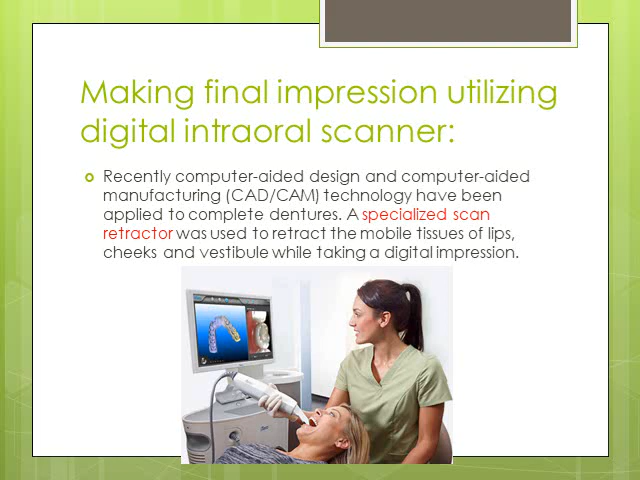 Making final impression utilizing
digital intraoral scanner:
Recently computer-aided design and computer-aided
manufacturing (CAD/CAM) technology have been
applied to complete dentures. A specialized scan
retractor was used to retract the mobile tissues of lips,
cheeks and vestibule while taking a digital impression.